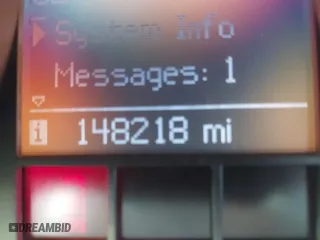 System Info
Messages: 1
i 148218 mi
DREAMBID